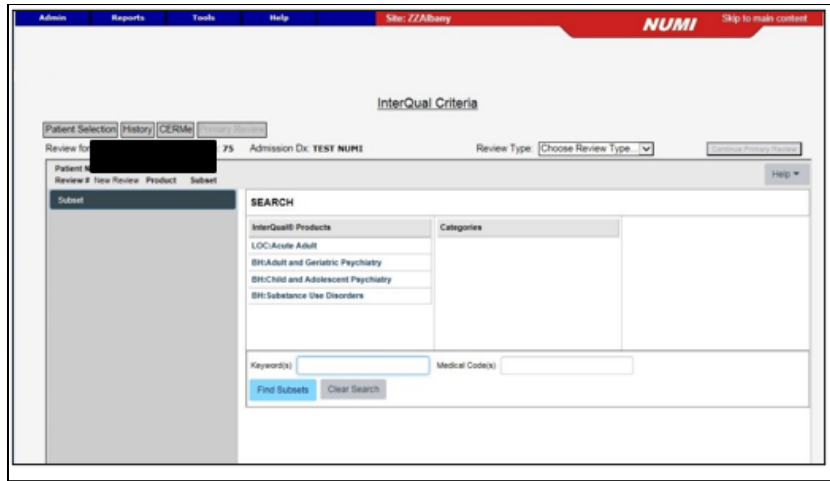 Admin Reports Tools Help Site: ZZAlbany NUMI Skip to main content
InterQual Criteria
Patient Selection History CERMe Primary Review
Review for 75 Admission Dx: TEST NUMI Review Type: Choose Review Type... Continue Primary Review
Patient Help
Review # New Review Product Subset
Subset SEARCH
InterQual® Products Categories
LOC:Acute Adult
BH:Adult and Geriatric Psychiatry
BH:Child and Adolescent Psychiatry
BH:Substance Use Disorders
Keyword(s) Medical Code(s)
Find Subsets Clear Search